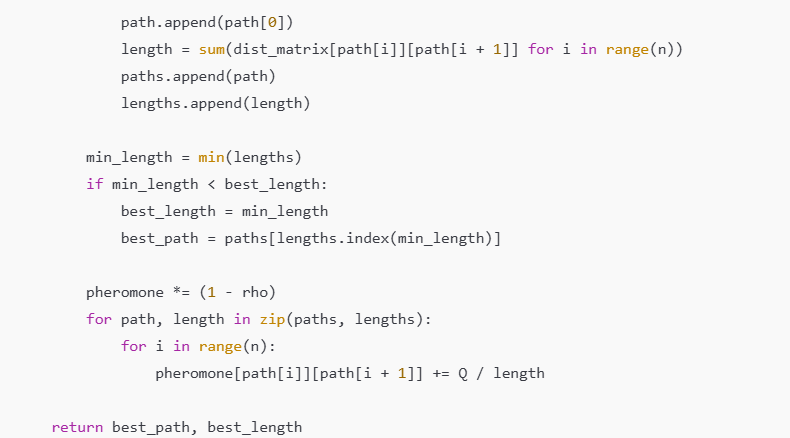 path.append(path[0])
            length = sum(dist_matrix[path[i]][path[i + 1]] for i in range(n))
            paths.append(path)
            lengths.append(length)

        min_length = min(lengths)
        if min_length < best_length:
            best_length = min_length
            best_path = paths[lengths.index(min_length)]

        pheromone *= (1 - rho)
        for path, length in zip(paths, lengths):
            for i in range(n):
                pheromone[path[i]][path[i + 1]] += Q / length

    return best_path, best_length